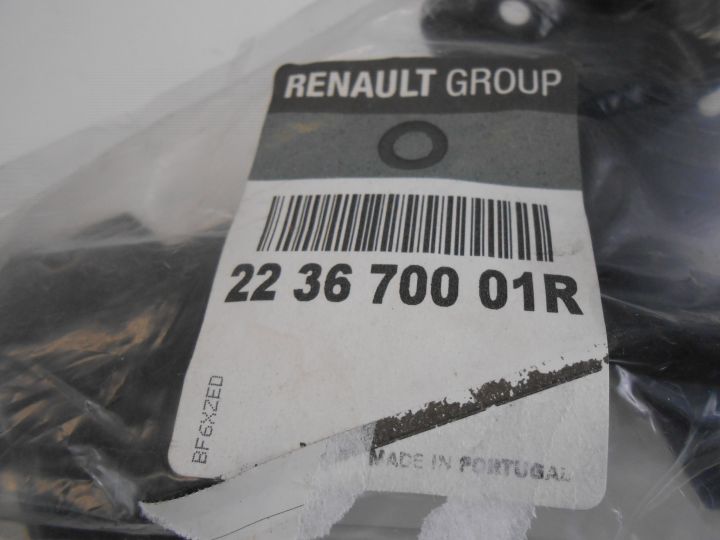 RENAULT GROUP
22 36 700 01R
BF6XZED
MADE IN PORTUGAL